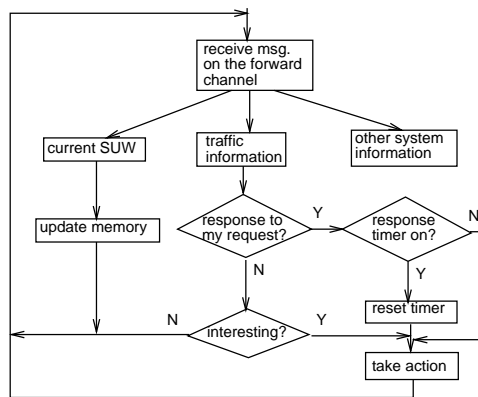 receive msg.
on the forward
channel
current SUW
traffic
information
other system
information
update memory
response to
my request?
Y
response
timer on?
N
N
Y
reset timer
N
interesting?
Y
take action